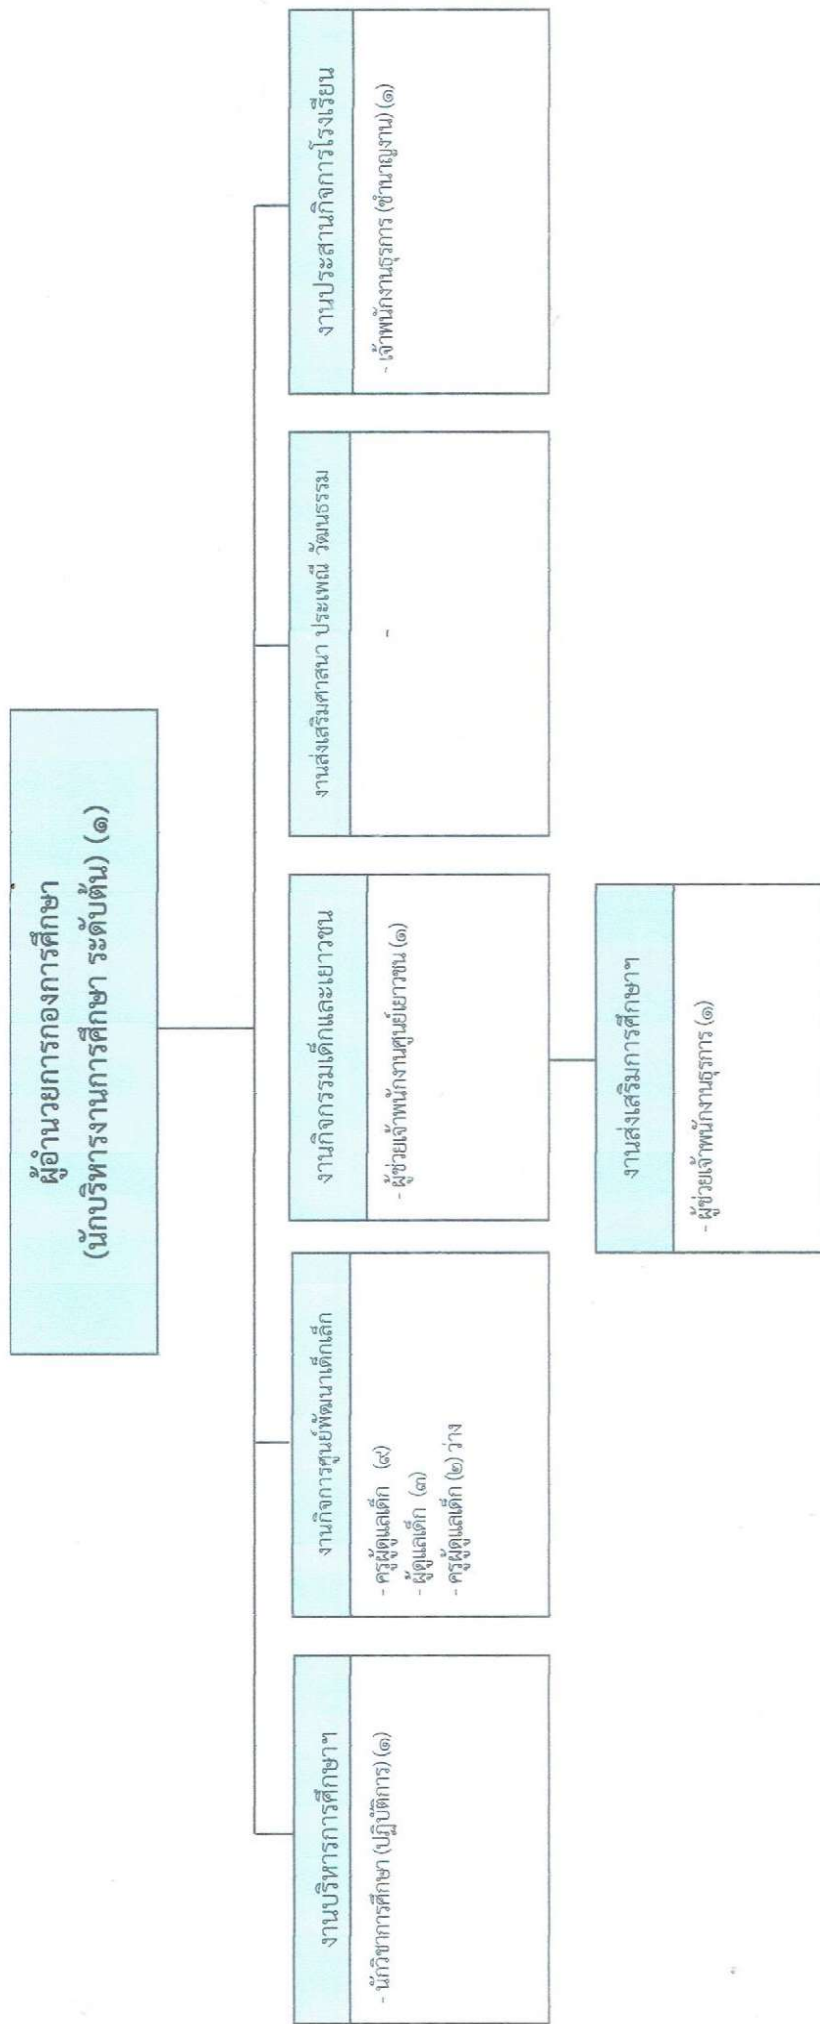 ผู้อำนวยการกองการศึกษา
(นักบริหารงานการศึกษา ระดับต้น) (๑)
งานบริหารการศึกษาฯ
- นักวิชาการศึกษา (ปฏิบัติการ) (๑)
งานกิจการศูนย์พัฒนาเด็กเล็ก
- ครูผู้ดูแลเด็ก (๙)
- ผู้ดูแลเด็ก (๓)
- ครูผู้ดูแลเด็ก (๒) ว่าง
งานกิจกรรมเด็กและเยาวชน
- ผู้ช่วยเจ้าพนักงานศูนย์เยาวชน (๑)
งานส่งเสริมศาสนา ประเพณี วัฒนธรรม
-
งานประสานกิจการโรงเรียน
- เจ้าพนักงานธุรการ (ชำนาญงาน) (๑)
งานส่งเสริมการศึกษาฯ
- ผู้ช่วยเจ้าพนักงานธุรการ (๑)